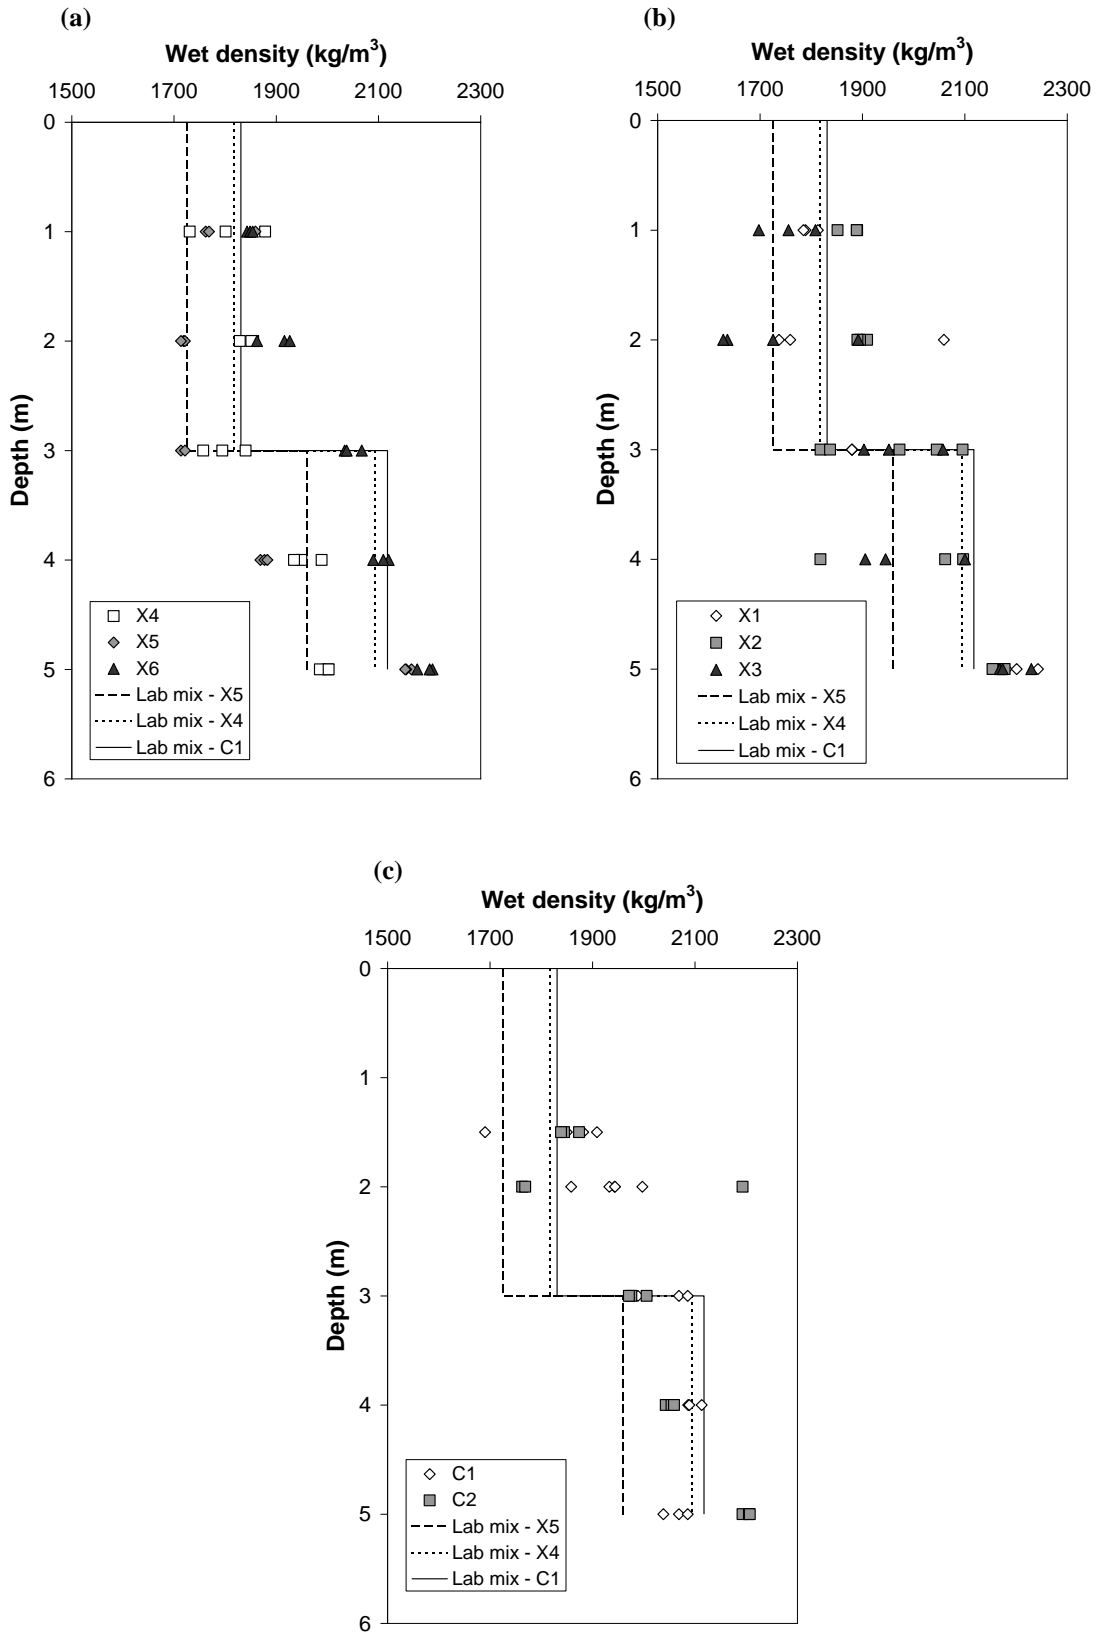 (a)
Wet density (kg/m³)
1500 1700 1900 2100 2300
0
1
2
3
4
5
6
Depth (m)
X4
X5
X6
Lab mix - X5
Lab mix - X4
Lab mix - C1
(b)
Wet density (kg/m³)
1500 1700 1900 2100 2300
0
1
2
3
4
5
6
Depth (m)
X1
X2
X3
Lab mix - X5
Lab mix - X4
Lab mix - C1
(c)
Wet density (kg/m³)
1500 1700 1900 2100 2300
0
1
2
3
4
5
6
Depth (m)
C1
C2
Lab mix - X5
Lab mix - X4
Lab mix - C1